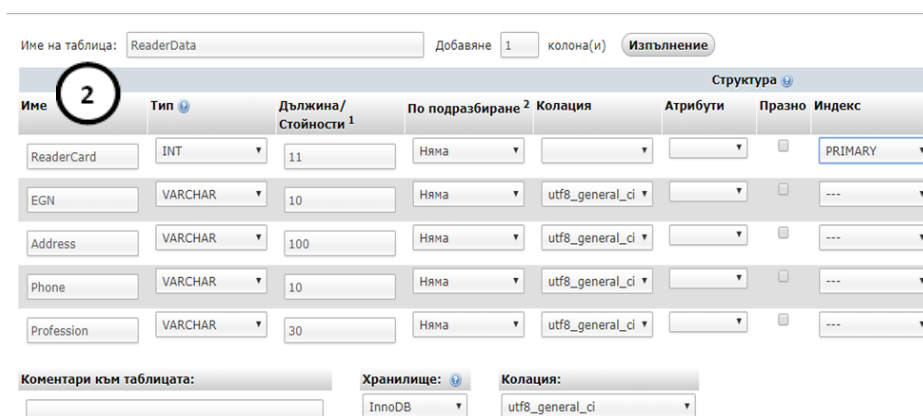 Име на таблица: ReaderData Добавяне 1 колона(и) Изпълнение
Структура
2
Име Тип Дължина/Стойности 1 По подразбиране 2 Колация Атрибути Празно Индекс
ReaderCard INT 11 Няма PRIMARY
EGN VARCHAR 10 Няма utf8_general_ci ---
Address VARCHAR 100 Няма utf8_general_ci ---
Phone VARCHAR 10 Няма utf8_general_ci ---
Profession VARCHAR 30 Няма utf8_general_ci ---
Коментари към таблицата: Хранилище: Колация:
InnoDB utf8_general_ci